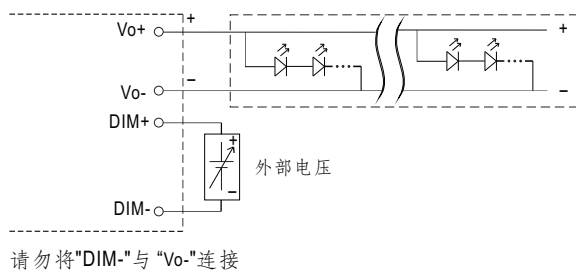 Vo+
+
+
−
−
Vo-
DIM+
+
外部电压
−
DIM-
请勿将"DIM-"与 “Vo-”连接